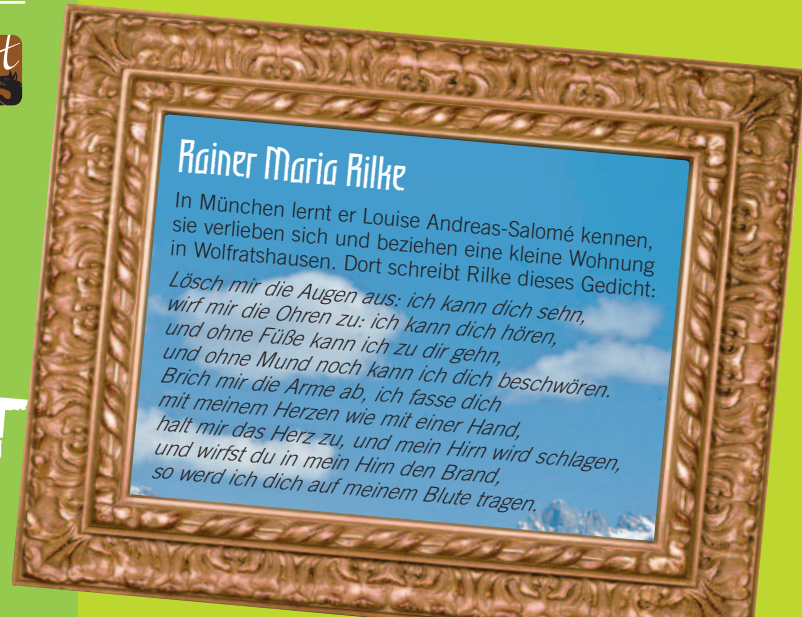 t
Rainer Maria Rilke
In München lernt er Louise Andreas-Salomé kennen,
sie verlieben sich und beziehen eine kleine Wohnung
in Wolfratshausen. Dort schreibt Rilke dieses Gedicht:
Lösch mir die Augen aus: ich kann dich sehn,
wirf mir die Ohren zu: ich kann dich hören,
und ohne Füße kann ich zu dir gehn,
und ohne Mund noch kann ich dich beschwören.
Brich mir die Arme ab, ich fasse dich
mit meinem Herzen wie mit einer Hand,
halt mir das Herz zu, und mein Hirn wird schlagen,
und wirfst du in mein Hirn den Brand,
so werd ich dich auf meinem Blute tragen.
T